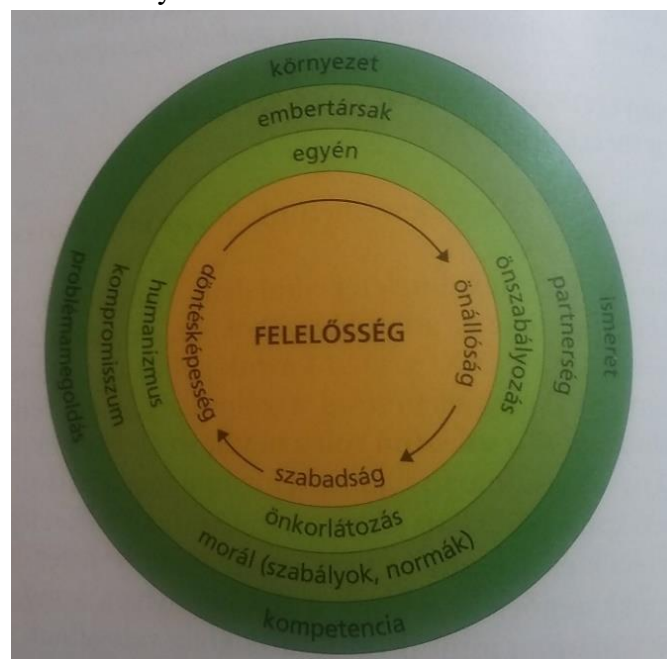 környezet
embertársak
egyén
problémamegoldás
kompromisszum
humanizmus
döntésképesség
FELELŐSSÉG
önállóság
önszabályozás
partnerség
ismeret
szabadság
önkorlátozás
morál (szabályok, normák)
kompetencia